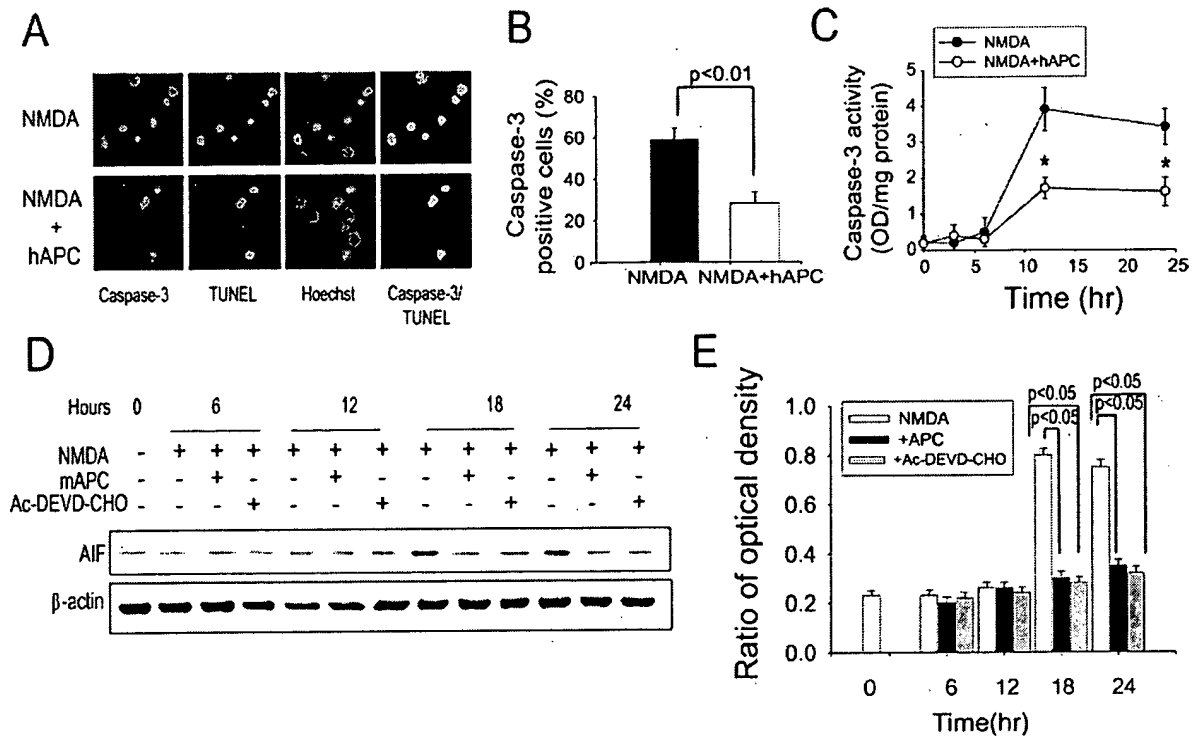 A
NMDA
NMDA
+
hAPC
Caspase-3
TUNEL
Hoechst
Caspase-3/
TUNEL
B
p<0.01
Caspase-3
positive cells (%)
80
60
40
20
0
NMDA
NMDA+hAPC
C
NMDA
NMDA+hAPC
Caspase-3 activity
(OD/mg protein)
5
4
3
2
1
0
*
*
0 5 10 15 20 25
Time (hr)
D
Hours 0 6 12 18 24
NMDA - + + + + + + + + + + + +
mAPC - - + - - + - - + - - + -
Ac-DEVD-CHO - - - + - - + - - + - - +
AIF
β-actin
E
Ratio of optical density
1.0
0.8
0.6
0.4
0.2
0.0
NMDA
+APC
+Ac-DEVD-CHO
p<0.05
p<0.05
p<0.05
p<0.05
0 6 12 18 24
Time(hr)